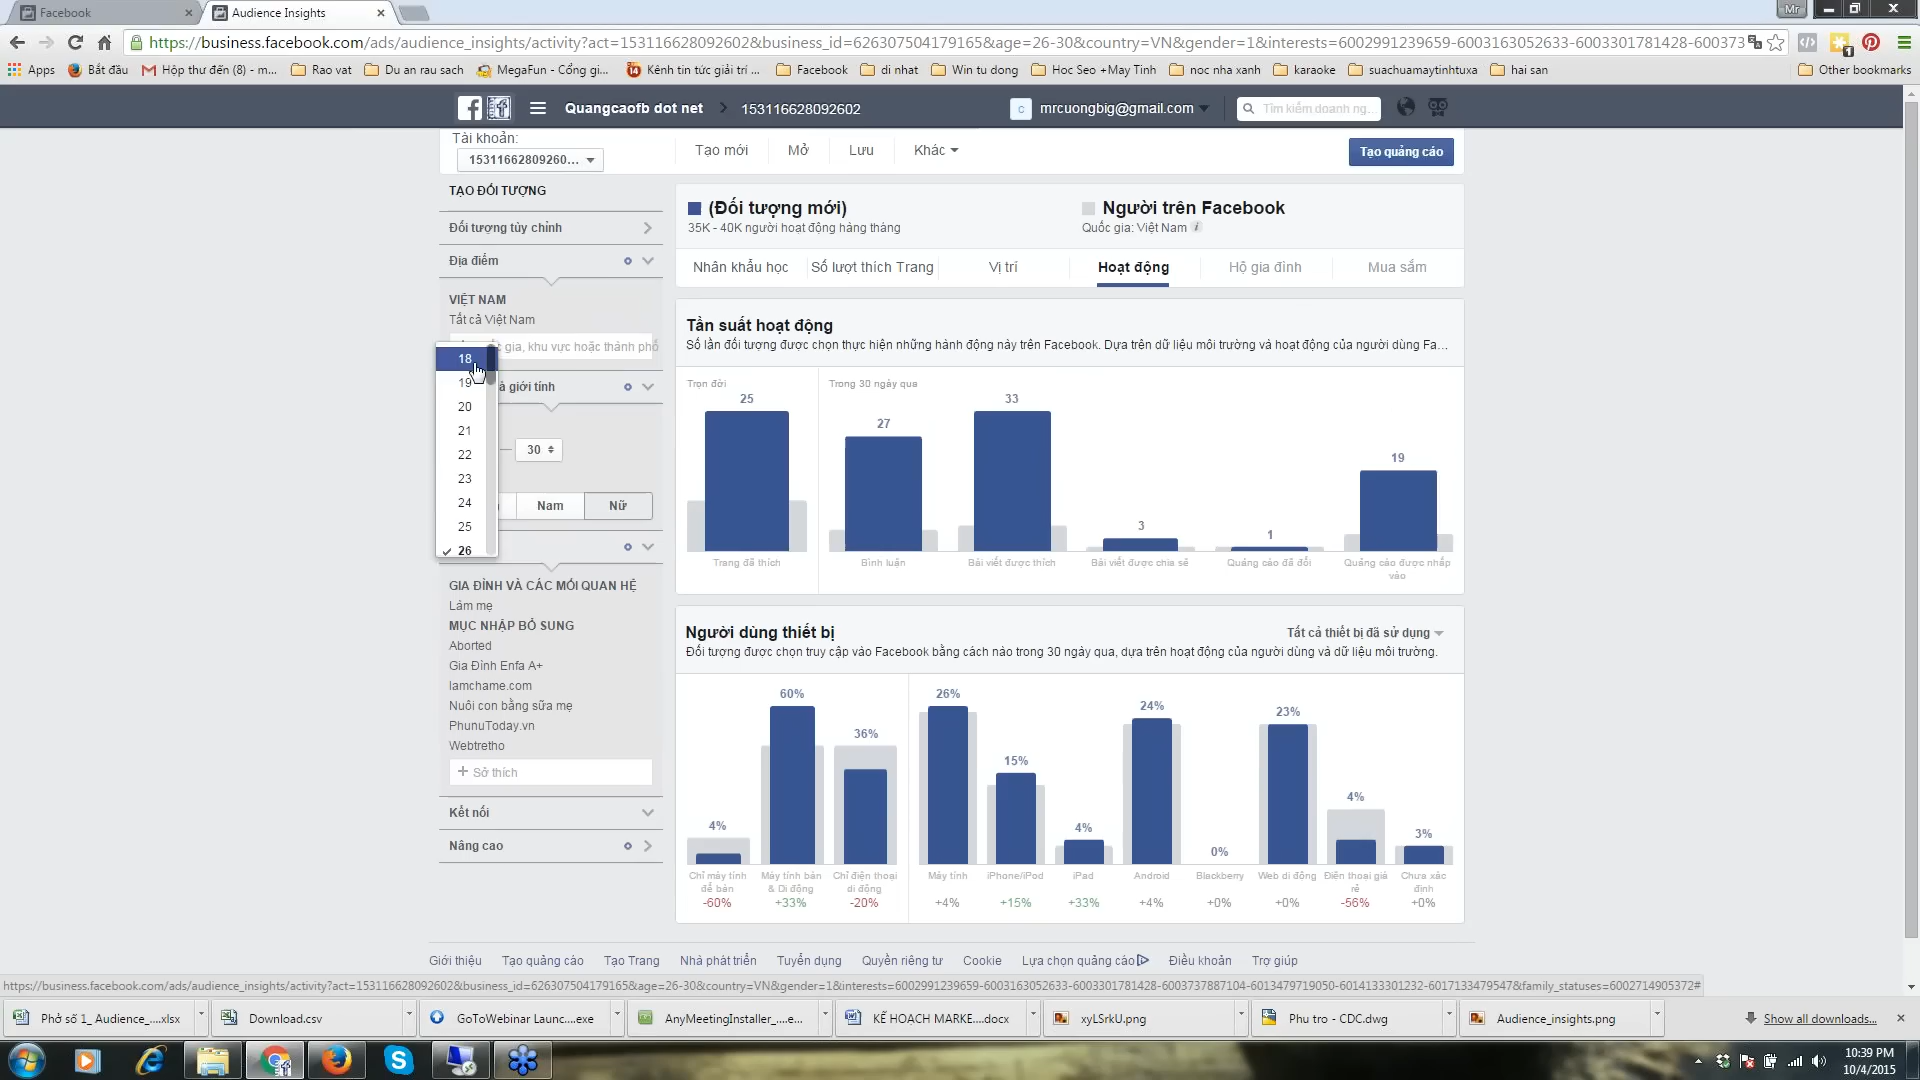 Facebook
Audience Insights
Mr
https://business.facebook.com/ads/audience_insights/activity?act=153116628092602&business_id=626307504179165&age=26-30&country=VN&gender=1&interests=6002991239659-6003163052633-6003301781428-600373
Apps
Bắt đầu
Hộp thư đến (8) - m...
Rao vat
Du an rau sach
MegaFun - Cổng gi...
Kênh tin tức giải trí ...
Facebook
di nhat
Win tu dong
Hoc Seo +May Tinh
noc nha xanh
karaoke
suachuamaytinhtuxa
hai san
Other bookmarks
Quangcaofb dot net
153116628092602
C
mrcuongbig@gmail.com
Tìm kiếm doanh ng...
Tài khoản:
15311662809260...
Tạo mới
Mở
Lưu
Khác
Tạo quảng cáo
TẠO ĐỐI TƯỢNG
Đối tượng tùy chỉnh
Địa điểm
VIỆT NAM
Tất cả Việt Nam
gia, khu vực hoặc thành phố
18
19
20
21
22
23
24
25
26
à giới tính
30
Nam
Nữ
GIA ĐÌNH VÀ CÁC MỐI QUAN HỆ
Làm mẹ
MỤC NHẬP BỔ SUNG
Aborted
Gia Đình Enfa A+
lamchame.com
Nuôi con bằng sữa mẹ
PhunuToday.vn
Webtretho
+ Sở thích
Kết nối
Nâng cao
(Đối tượng mới)
35K - 40K người hoạt động hàng tháng
Người trên Facebook
Quốc gia: Việt Nam
Nhân khẩu học
Số lượt thích Trang
Vị trí
Hoạt động
Hộ gia đình
Mua sắm
Tần suất hoạt động
Số lần đối tượng được chọn thực hiện những hành động này trên Facebook. Dựa trên dữ liệu môi trường và hoạt động của người dùng Fa...
Trọn đời
Trong 30 ngày qua
25
27
33
3
1
19
Trang đã thích
Bình luận
Bài viết được thích
Bài viết được chia sẻ
Quảng cáo đã đổi
Quảng cáo được nhấp vào
Người dùng thiết bị
Tất cả thiết bị đã sử dụng
Đối tượng được chọn truy cập vào Facebook bằng cách nào trong 30 ngày qua, dựa trên hoạt động của người dùng và dữ liệu môi trường.
4%
60%
36%
26%
15%
4%
24%
0%
23%
4%
3%
Chỉ máy tính để bàn
Máy tính bàn & Di động
Chỉ điện thoại di động
Máy tính
iPhone/iPod
iPad
Android
Blackberry
Web di động
Điện thoại giá rẻ
Chưa xác định
-60%
+33%
-20%
+4%
+15%
+33%
+4%
+0%
+0%
-56%
+0%
Giới thiệu
Tạo quảng cáo
Tạo Trang
Nhà phát triển
Tuyển dụng
Quyền riêng tư
Cookie
Lựa chọn quảng cáo
Điều khoản
Trợ giúp
https://business.facebook.com/ads/audience_insights/activity?act=153116628092602&business_id=626307504179165&age=26-30&country=VN&gender=1&interests=6002991239659-6003163052633-6003301781428-6003737887104-6013479719050-6014133301232-6017133479547&family_statuses=6002714905372#
Phở số 1_ Audience_....xlsx
Download.csv
GoToWebinar Launc....exe
AnyMeetingInstaller_....e...
KẾ HOẠCH MARKE....docx
xyLSrkU.png
Phu tro - CDC.dwg
Audience_insights.png
Show all downloads...
10:39 PM
10/4/2015